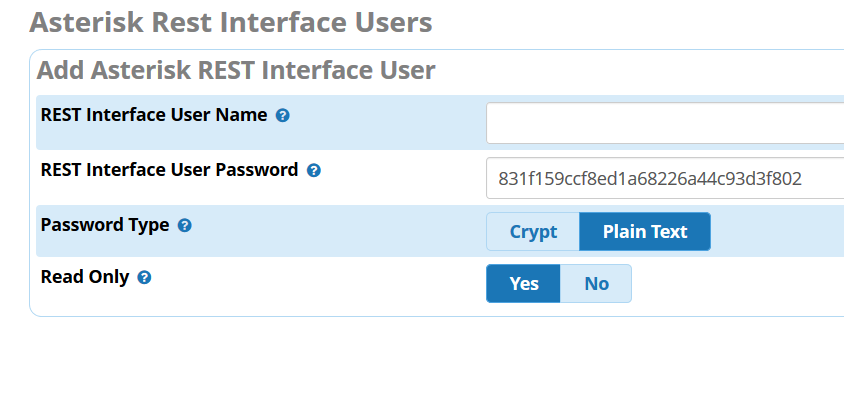 Asterisk Rest Interface Users
Add Asterisk REST Interface User
REST Interface User Name ?
REST Interface User Password ? 831f159ccf8ed1a68226a44c93d3f802
Password Type ? Crypt Plain Text
Read Only ? Yes No